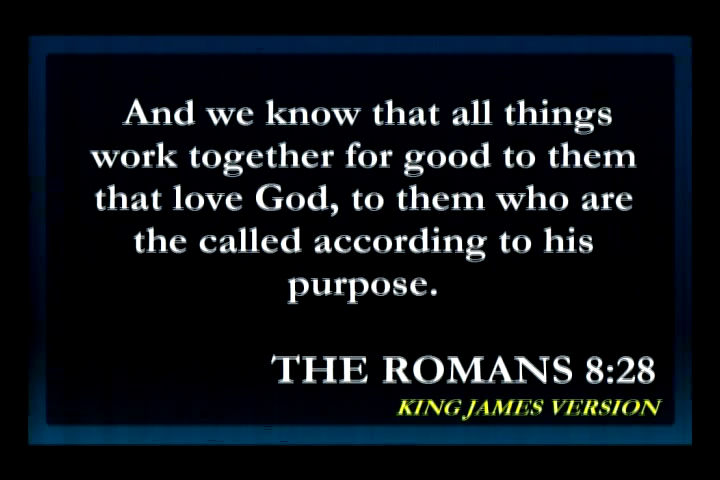 And we know that all things
work together for good to them
that love God, to them who are
the called according to his
purpose.
THE ROMANS 8:28
KING JAMES VERSION